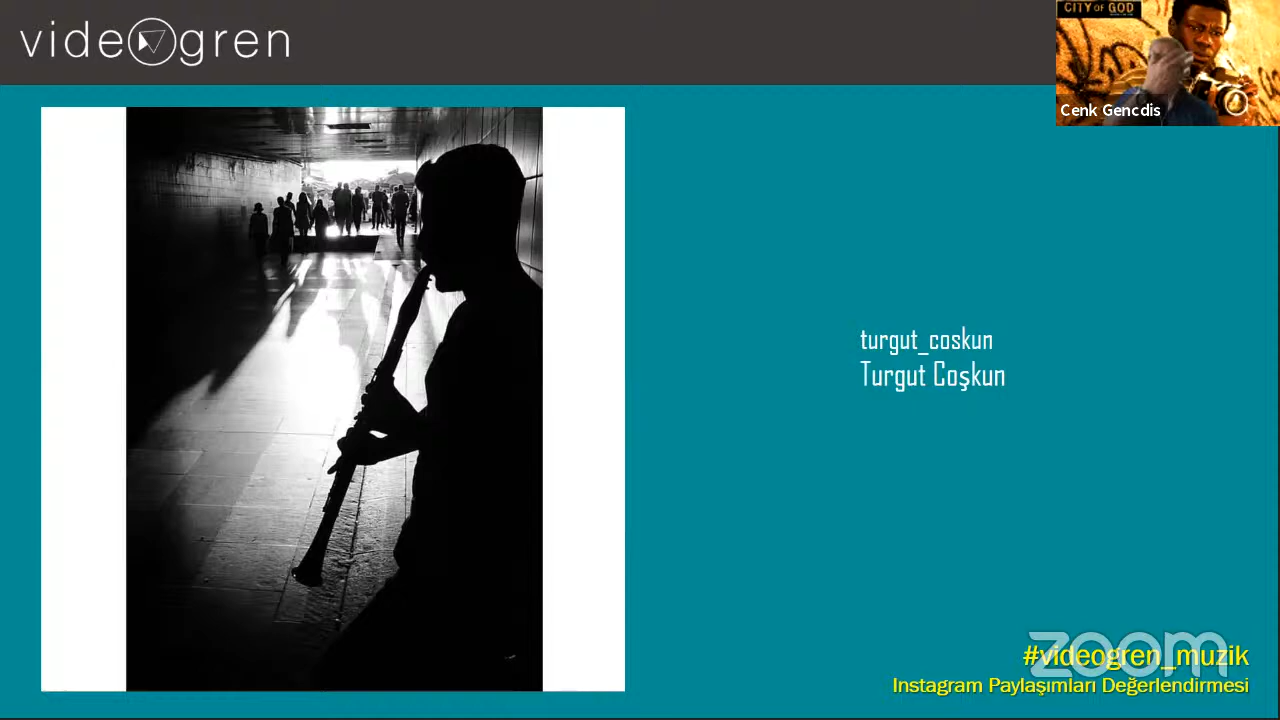 videogren
CITY OF GOD
Cenk Gencdis
turgut_coskun
Turgut Coşkun
zoom
#videogren_muzik
Instagram Paylaşımları Değerlendirmesi